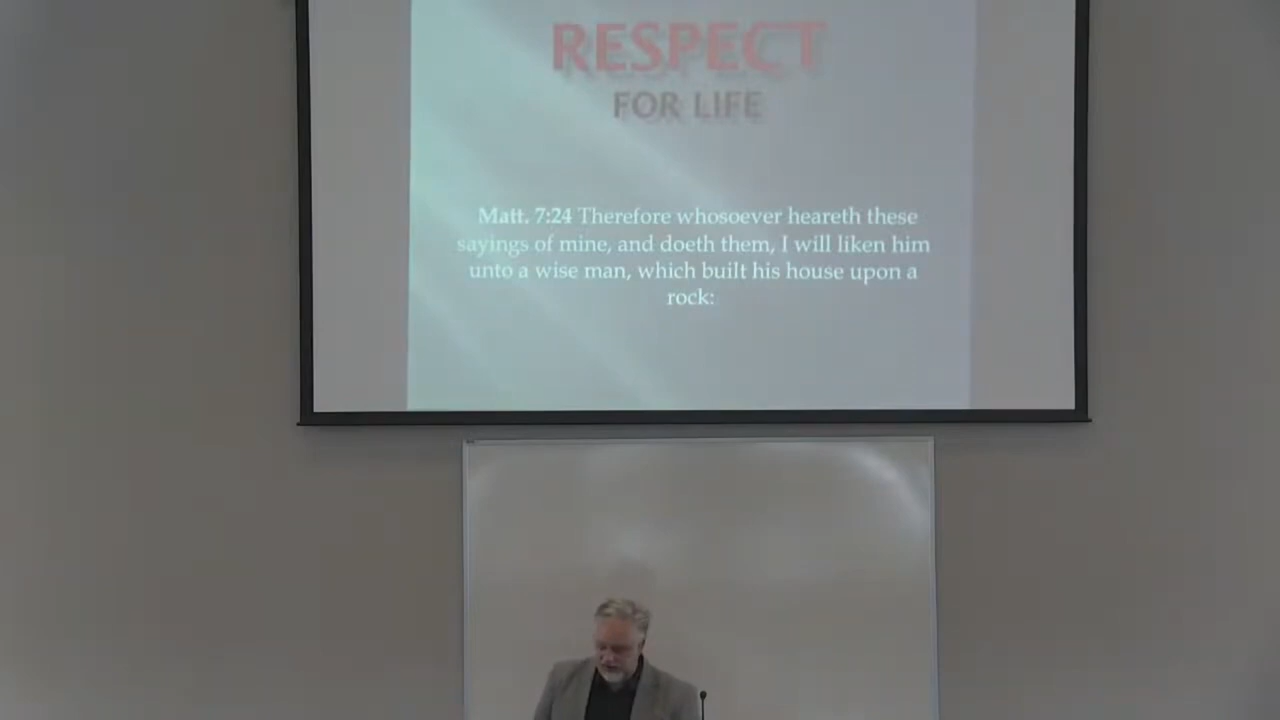 RESPECT
FOR LIFE
Matt. 7:24 Therefore whosoever heareth these
sayings of mine, and doeth them, I will liken him
unto a wise man, which built his house upon a
rock: